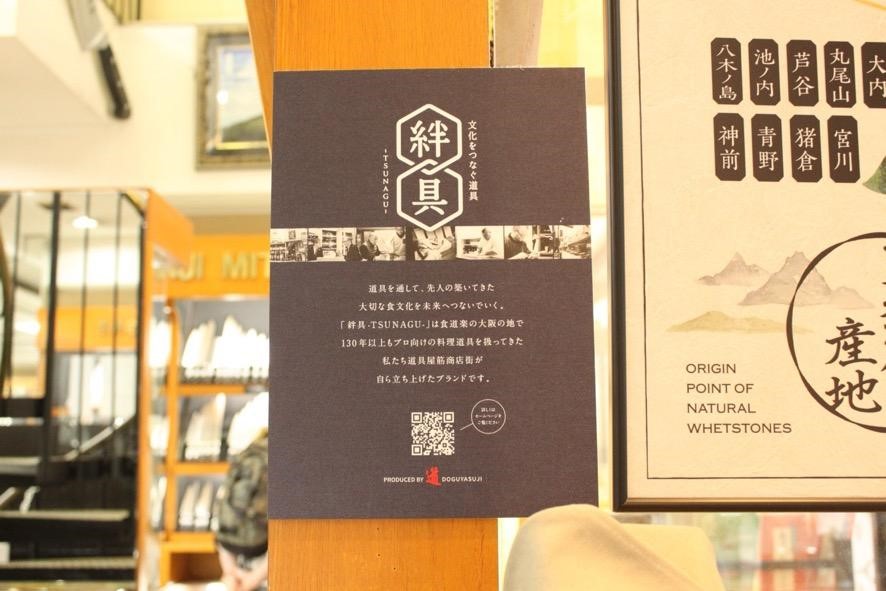 絆具
文化をつなぐ道具
-TSUNAGU-
道具を通して、先人の築いてきた
大切な食文化を未来へつないでいく。
「絆具-TSUNAGU-」は食道楽の大阪の地で
130年以上もプロ向けの料理道具を扱ってきた
私たち道具屋筋商店街が
自ら立ち上げたブランドです。
詳しくは
ホームページを
ご覧ください
PRODUCED BY 道 DOGUYASUJI
八木ノ島
池ノ内
芦谷
丸尾山
大内
神前
青野
猪倉
宮川
産地
ORIGIN
POINT OF
NATURAL
WHETSTONES